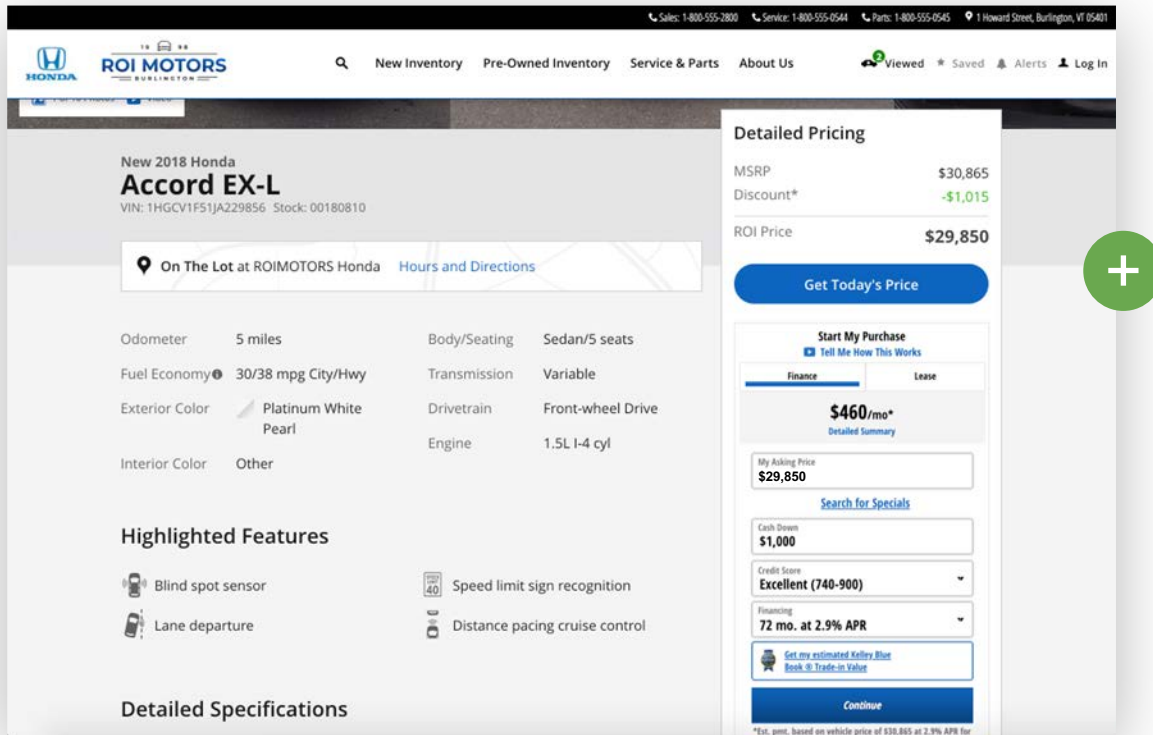 Sales: 1-800-555-2800 Service: 1-800-555-0544 Parts: 1-800-555-0545 1 Howard Street, Burlington, VT 05401
HONDA
19 98
ROI MOTORS
BURLINGTON
New Inventory Pre-Owned Inventory Service & Parts About Us 2 Viewed Saved Alerts Log In
New 2018 Honda
Accord EX-L
VIN: 1HGCV1F51JA229856 Stock: 00180810
On The Lot at ROIMOTORS Honda Hours and Directions
Odometer 5 miles
Fuel Economy 30/38 mpg City/Hwy
Exterior Color Platinum White
Pearl
Interior Color Other
Body/Seating Sedan/5 seats
Transmission Variable
Drivetrain Front-wheel Drive
Engine 1.5L I-4 cyl
Highlighted Features
Blind spot sensor
Lane departure
SPEED LIMIT 40 Speed limit sign recognition
Distance pacing cruise control
Detailed Specifications
Detailed Pricing
MSRP $30,865
Discount* -$1,015
ROI Price $29,850
Get Today's Price
Start My Purchase
Tell Me How This Works
Finance Lease
$460/mo*
Detailed Summary
My Asking Price
$29,850
Search for Specials
Cash Down
$1,000
Credit Score
Excellent (740-900)
Financing
72 mo. at 2.9% APR
Get my estimated Kelley Blue
Book ® Trade-in Value
Continue
*Est. pmt. based on vehicle price of $30,865 at 2.9% APR for
+